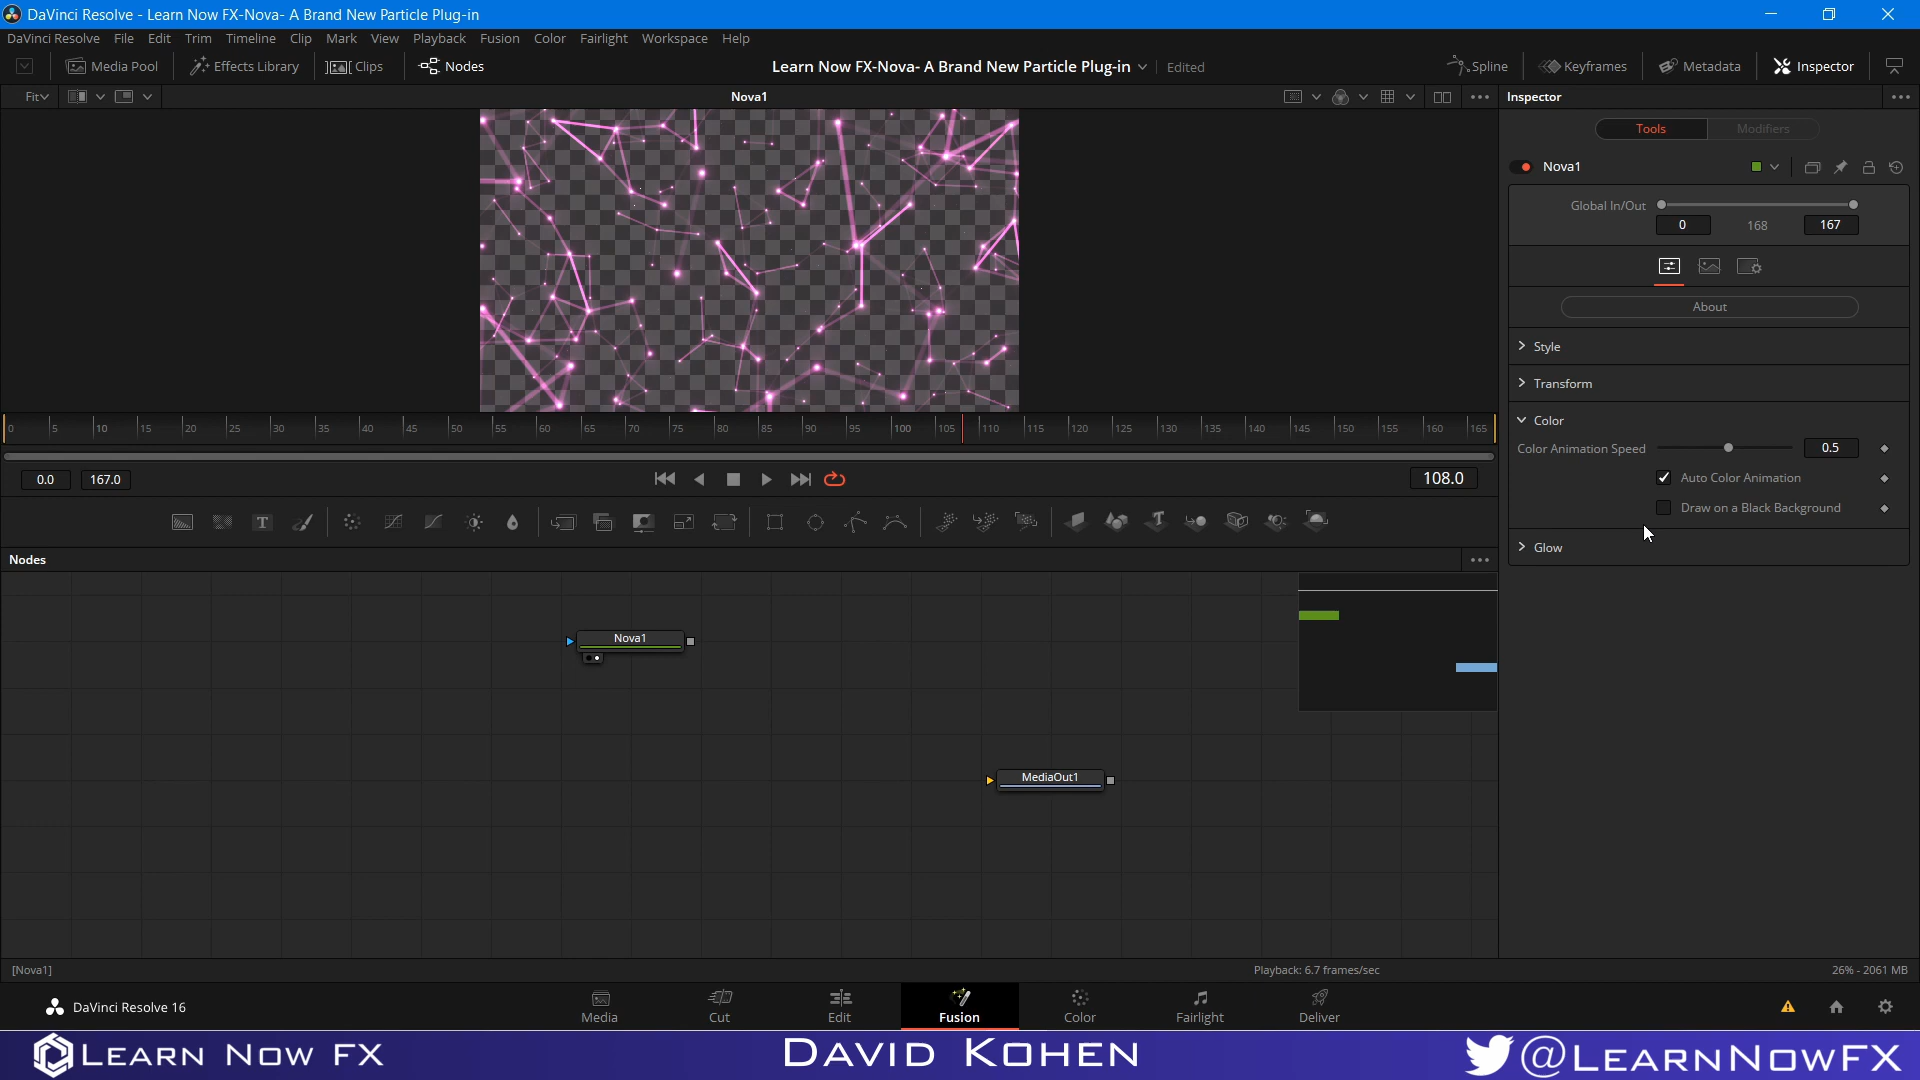 DaVinci Resolve - Learn Now FX-Nova- A Brand New Particle Plug-in
DaVinci Resolve File Edit Trim Timeline Clip Mark View Playback Fusion Color Fairlight Workspace Help
Media Pool Effects Library Clips Nodes Learn Now FX-Nova- A Brand New Particle Plug-in Edited Spline Keyframes Metadata Inspector
Fit Nova1 Inspector
Tools Modifiers
Nova1
Global In/Out
0 168 167
About
Style
Transform
Color
Color Animation Speed 0.5
Auto Color Animation
Draw on a Black Background
Glow
0 5 10 15 20 25 30 35 40 45 50 55 60 65 70 75 80 85 90 95 100 105 110 115 120 125 130 135 140 145 150 155 160 165
0.0 167.0 108.0
T T
Nodes
Nova1
MediaOut1
[Nova1] Playback: 6.7 frames/sec 26% - 2061 MB
DaVinci Resolve 16 Media Cut Edit Fusion Color Fairlight Deliver
LEARN NOW FX DAVID KOHEN @LEARNNOWFX